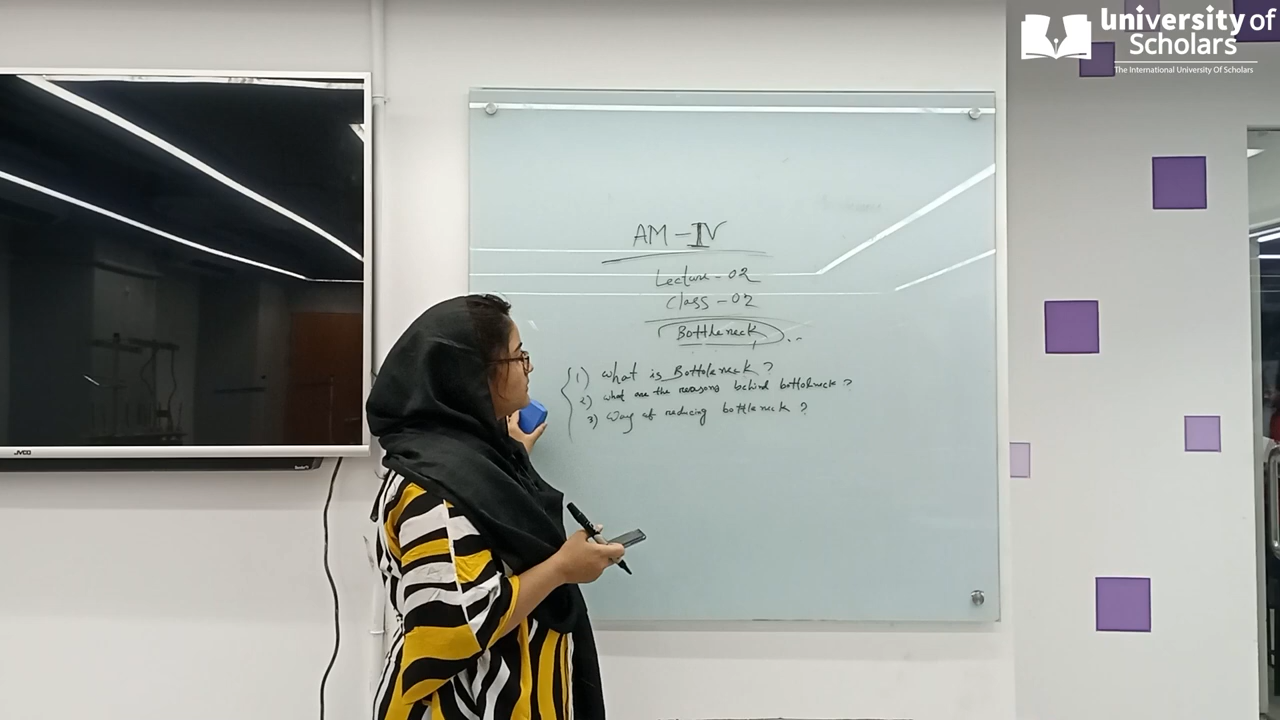 university of
Scholars
The International University Of Scholars
AM - IV
Lecture - 02
Class - 02
Bottleneck
1) What is Bottleneck ?
2) what are the reasons behind bottleneck ?
3) Way of reducing bottleneck ?
JVCO